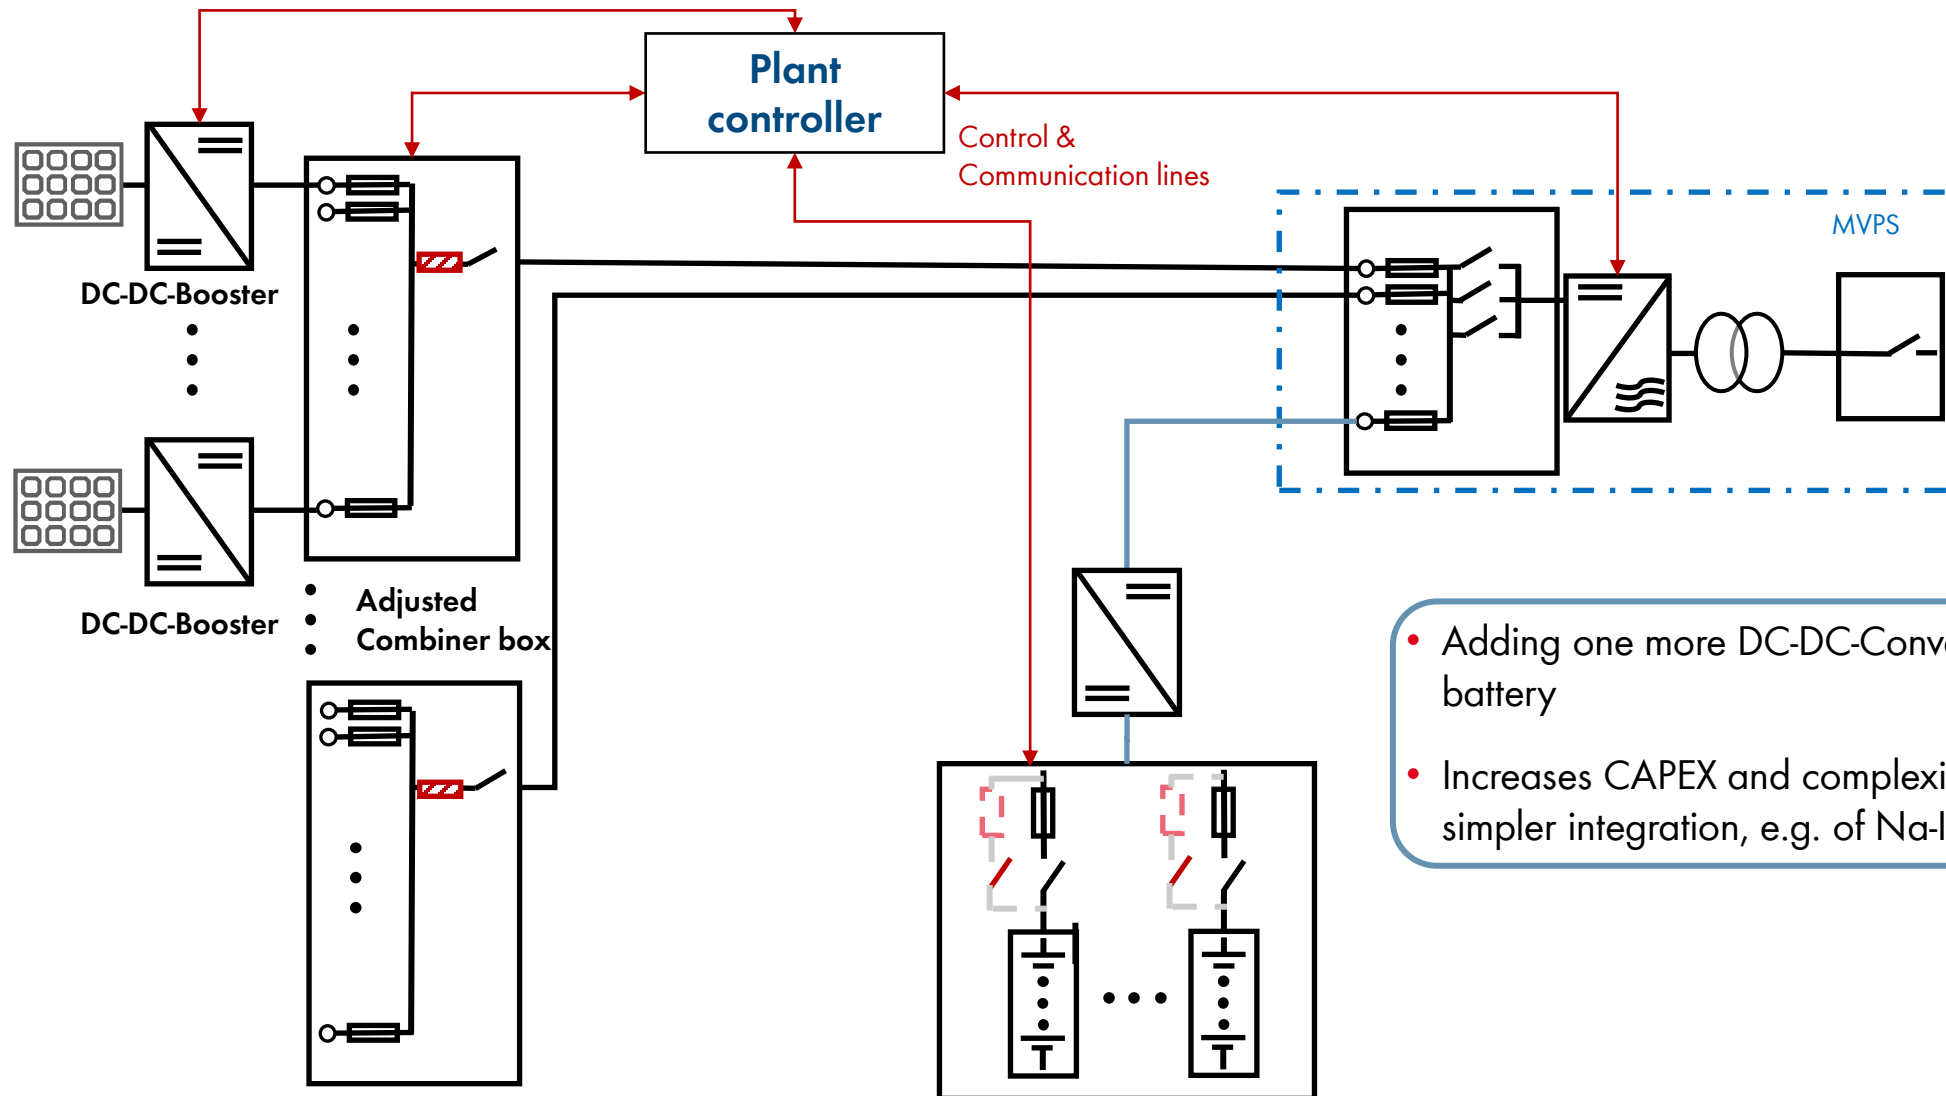 Plant
controller
Control &
Communication lines
MVPS
DC-DC-Booster
DC-DC-Booster
Adjusted
Combiner box
• Adding one more DC-DC-Conve
battery
• Increases CAPEX and complexi
simpler integration, e.g. of Na-I